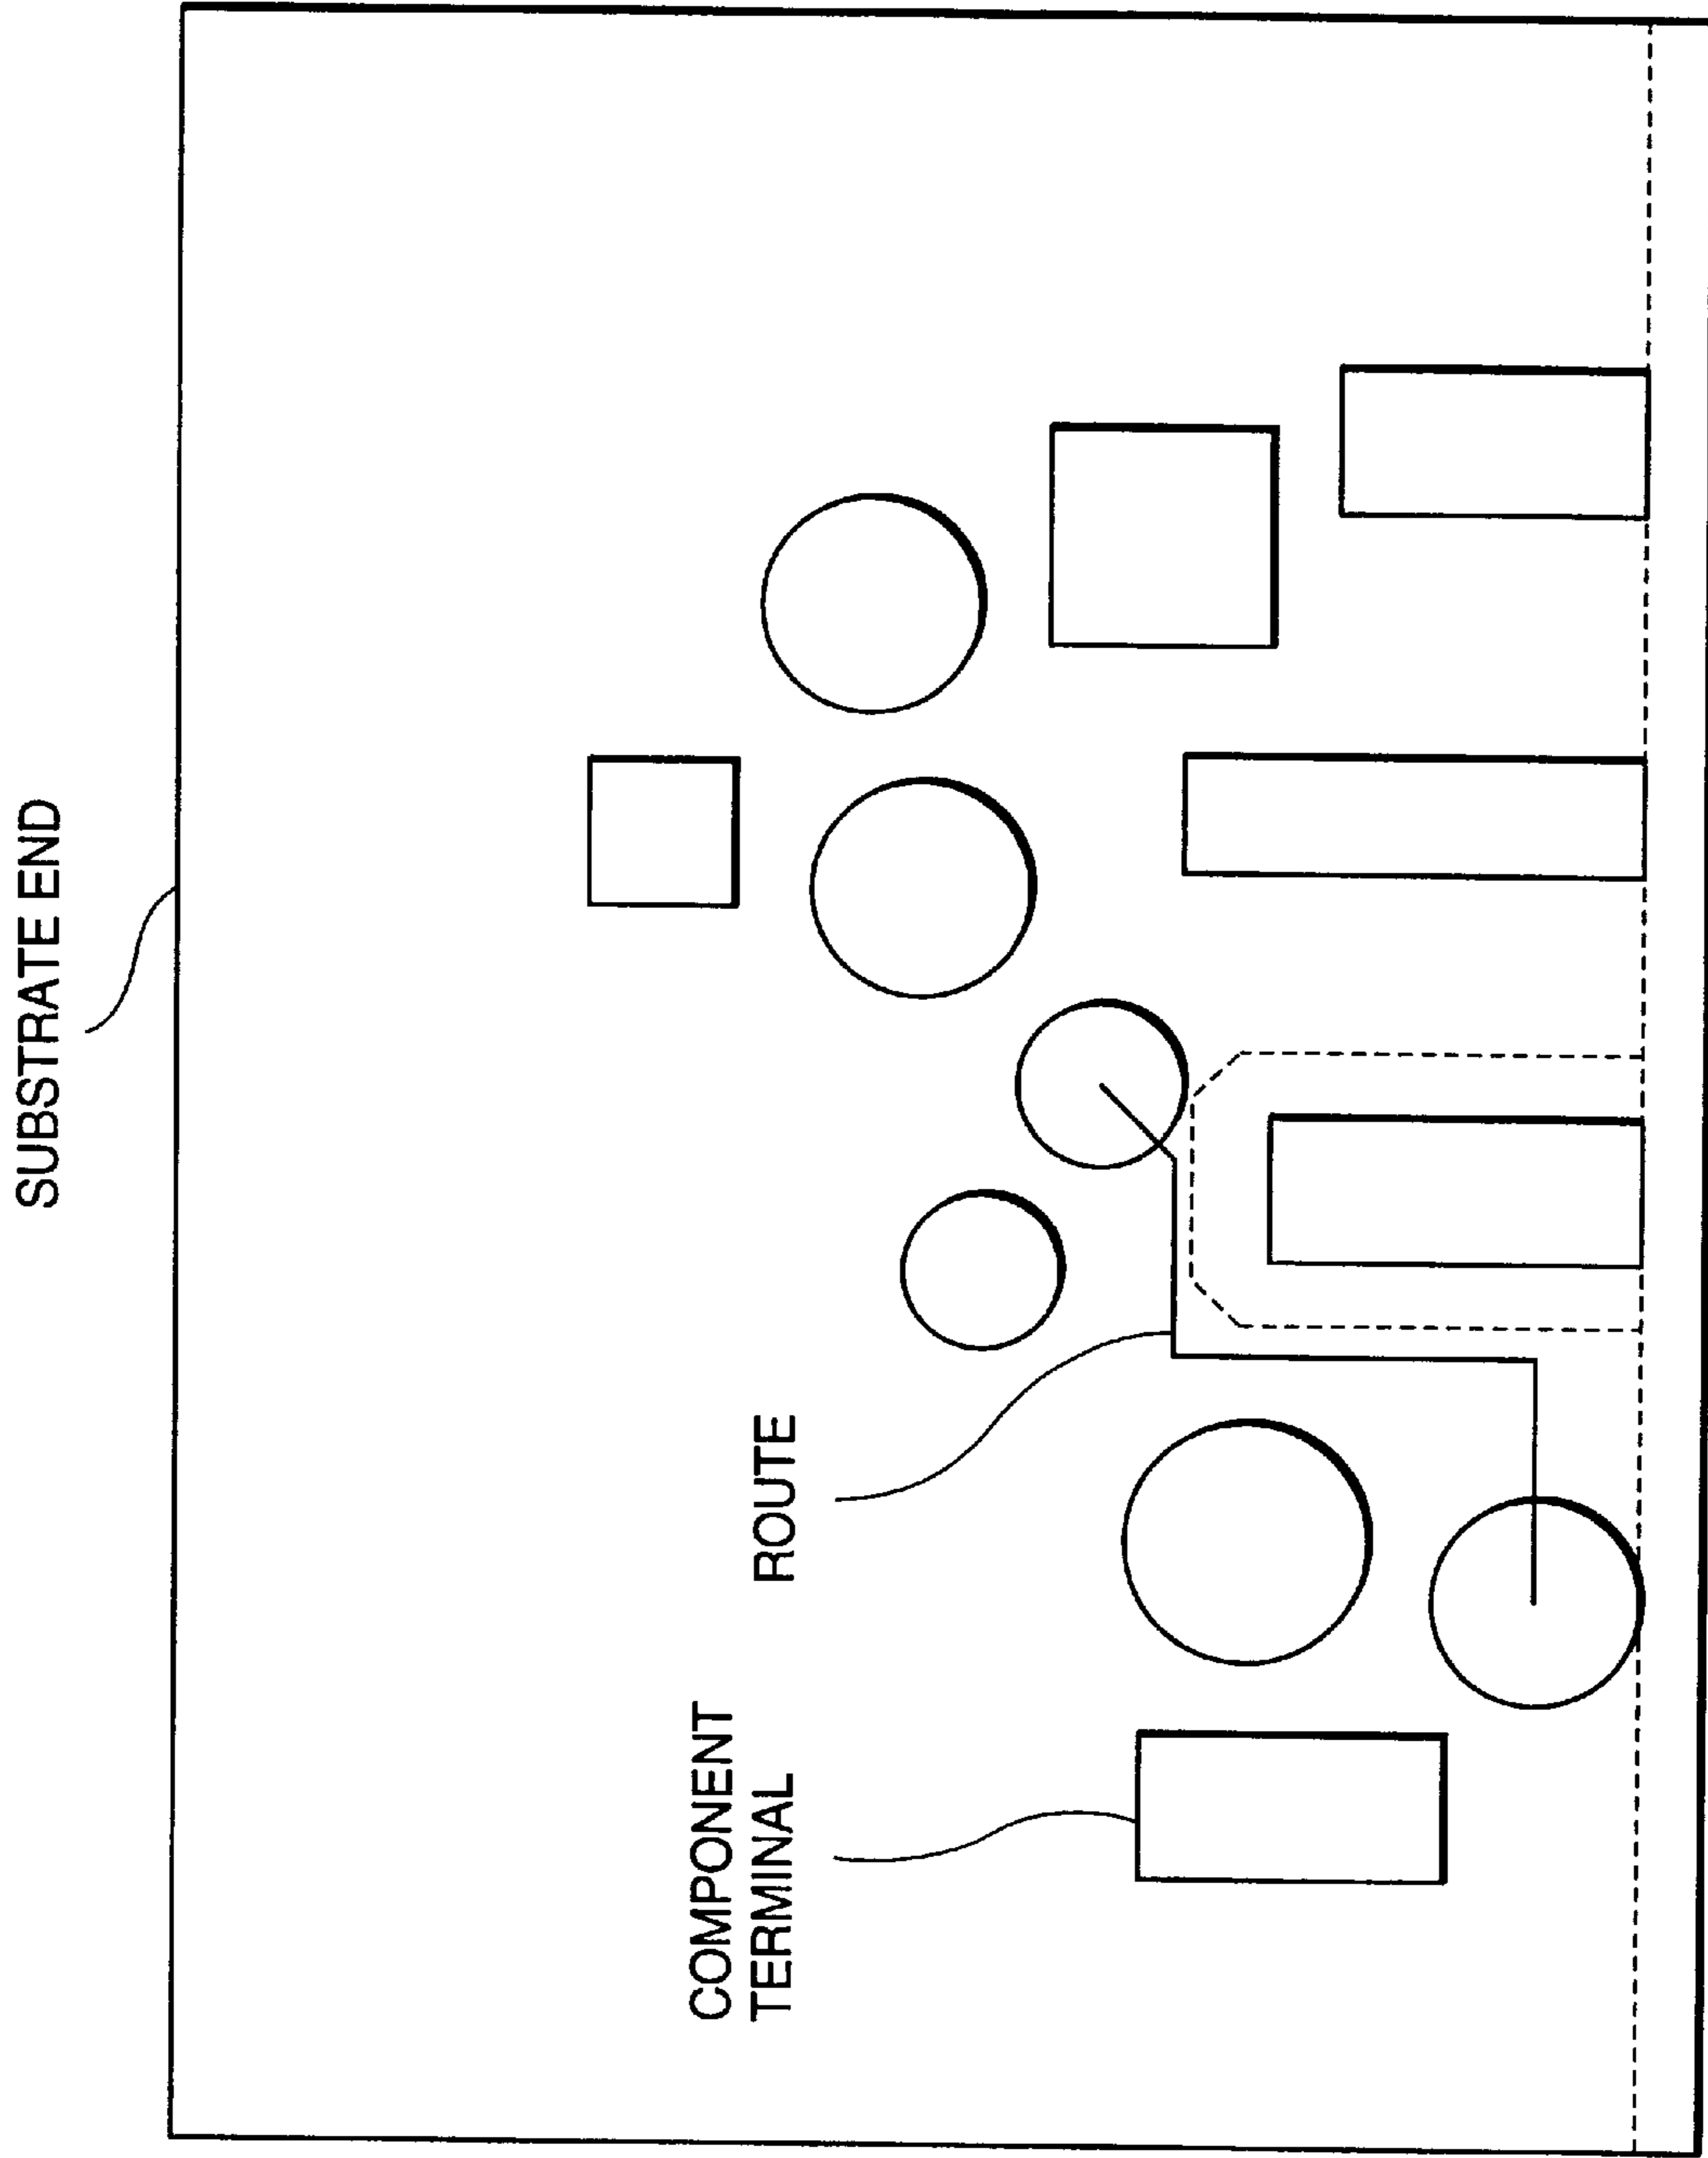 SUBSTRATE END
ROUTE
COMPONENT
TERMINAL